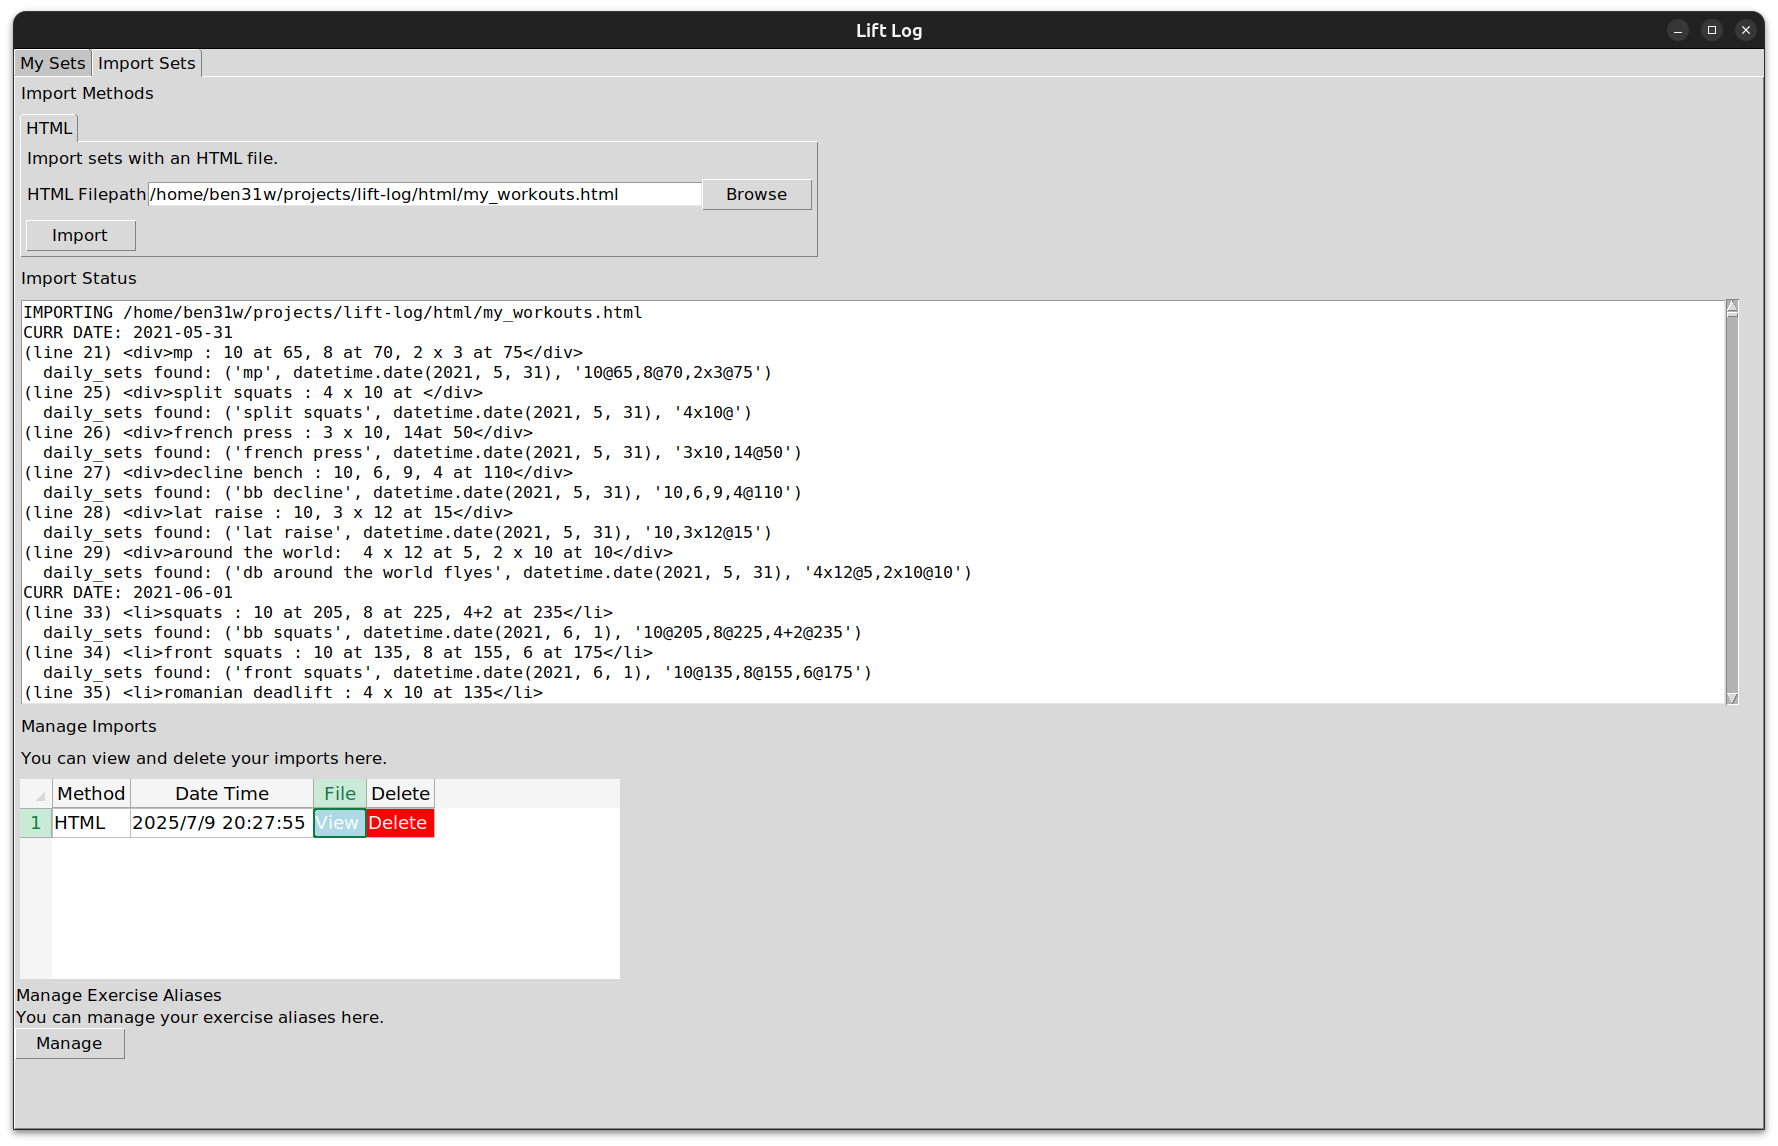 Lift Log
My Sets Import Sets
Import Methods
HTML
Import sets with an HTML file.
HTML Filepath /home/ben31w/projects/lift-log/html/my_workouts.html Browse
Import
Import Status
IMPORTING /home/ben31w/projects/lift-log/html/my_workouts.html
CURR DATE: 2021-05-31
(line 21) <div>mp : 10 at 65, 8 at 70, 2 x 3 at 75</div>
  daily_sets found: ('mp', datetime.date(2021, 5, 31), '10@65,8@70,2x3@75')
(line 25) <div>split squats : 4 x 10 at </div>
  daily_sets found: ('split squats', datetime.date(2021, 5, 31), '4x10@')
(line 26) <div>french press : 3 x 10, 14at 50</div>
  daily_sets found: ('french press', datetime.date(2021, 5, 31), '3x10,14@50')
(line 27) <div>decline bench : 10, 6, 9, 4 at 110</div>
  daily_sets found: ('bb decline', datetime.date(2021, 5, 31), '10,6,9,4@110')
(line 28) <div>lat raise : 10, 3 x 12 at 15</div>
  daily_sets found: ('lat raise', datetime.date(2021, 5, 31), '10,3x12@15')
(line 29) <div>around the world:  4 x 12 at 5, 2 x 10 at 10</div>
  daily_sets found: ('db around the world flyes', datetime.date(2021, 5, 31), '4x12@5,2x10@10')
CURR DATE: 2021-06-01
(line 33) <li>squats : 10 at 205, 8 at 225, 4+2 at 235</li>
  daily_sets found: ('bb squats', datetime.date(2021, 6, 1), '10@205,8@225,4+2@235')
(line 34) <li>front squats : 10 at 135, 8 at 155, 6 at 175</li>
  daily_sets found: ('front squats', datetime.date(2021, 6, 1), '10@135,8@155,6@175')
(line 35) <li>romanian deadlift : 4 x 10 at 135</li>
Manage Imports
You can view and delete your imports here.
Method Date Time File Delete
1 HTML 2025/7/9 20:27:55 View Delete
Manage Exercise Aliases
You can manage your exercise aliases here.
Manage